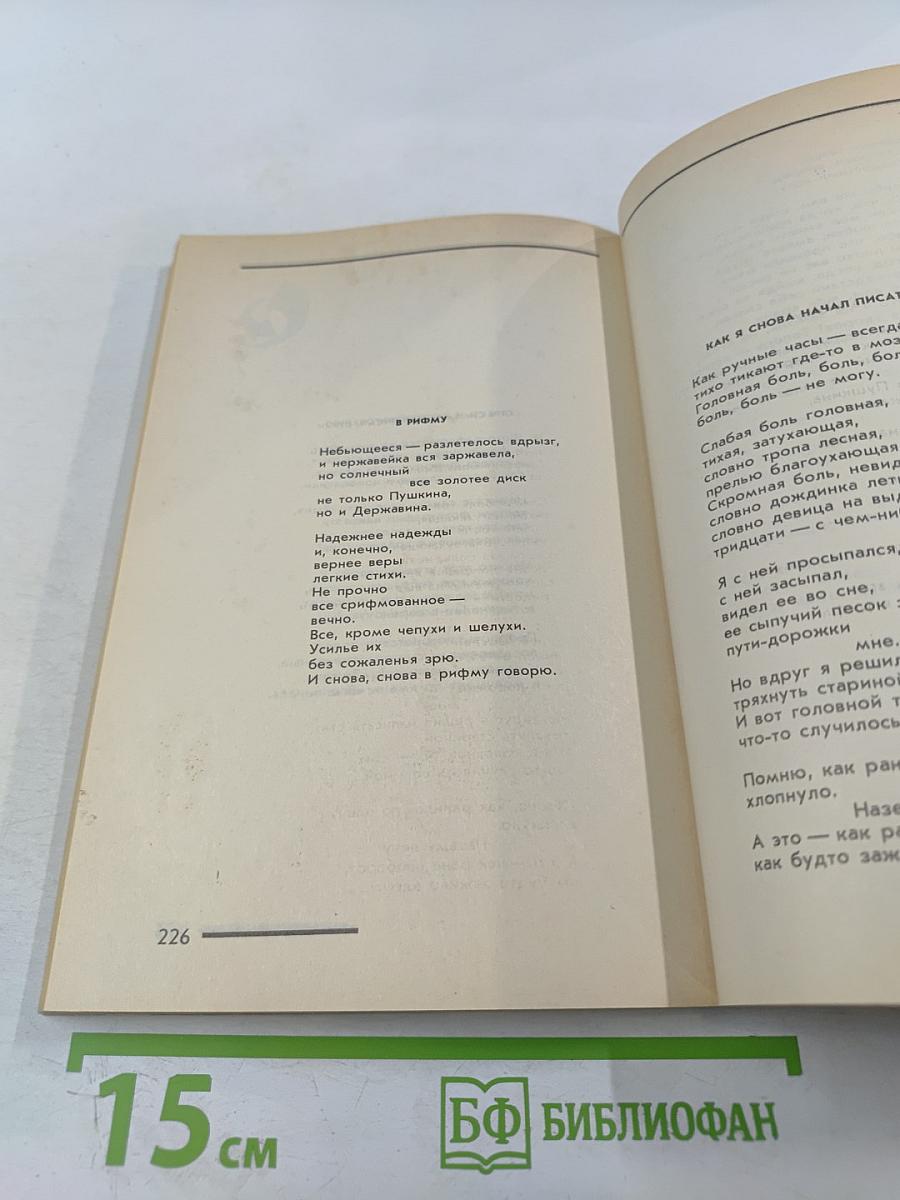 В РИФМУ
Небьющееся — разлетелось вдрызг,
и нержавейка вся заржавела,
но солнечный
все золотее диск
не только Пушкина,
но и Державина.
Надежнее надежды
и, конечно,
вернее веры
легкие стихи.
Не прочно
все срифмованное —
вечно.
Все, кроме чепухи и шелухи.
Усилье их
без сожаленья зрю.
И снова, снова в рифму говорю.
226
КАК Я СНОВА НАЧАЛ ПИСАТ
Как ручные часы — всегд
тихо тикают где-то в моз
Головная боль, боль, бол
боль, боль — не могу.
Слабая боль головная,
тихая, затухающая,
словно тропа лесная,
прелью благоухающая
Скромная боль, невид
словно дождинка лет
словно девица на выд
тридцати — с чем-ни
Я с ней просыпался,
с ней засыпал,
видел ее во сне,
ее сыпучий песок
пути-дорожки
мне.
Но вдруг я решил
тряхнуть стариной
И вот головной т
что-то случилось
Помню, как ран
хлопнуло.
Назе
А это — как ра
как будто заж
15 см
БФ БИБЛИОФАН